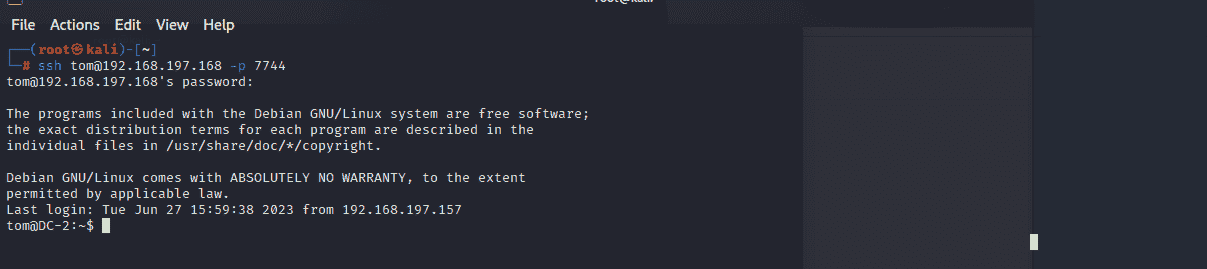 root@kali:
File Actions Edit View Help
┌──(root㉿kali)-[~]
└─# ssh tom@192.168.197.168 -p 7744
tom@192.168.197.168's password:
The programs included with the Debian GNU/Linux system are free software;
the exact distribution terms for each program are described in the
individual files in /usr/share/doc/*/copyright.
Debian GNU/Linux comes with ABSOLUTELY NO WARRANTY, to the extent
permitted by applicable law.
Last login: Tue Jun 27 15:59:38 2023 from 192.168.197.157
tom@DC-2:~$